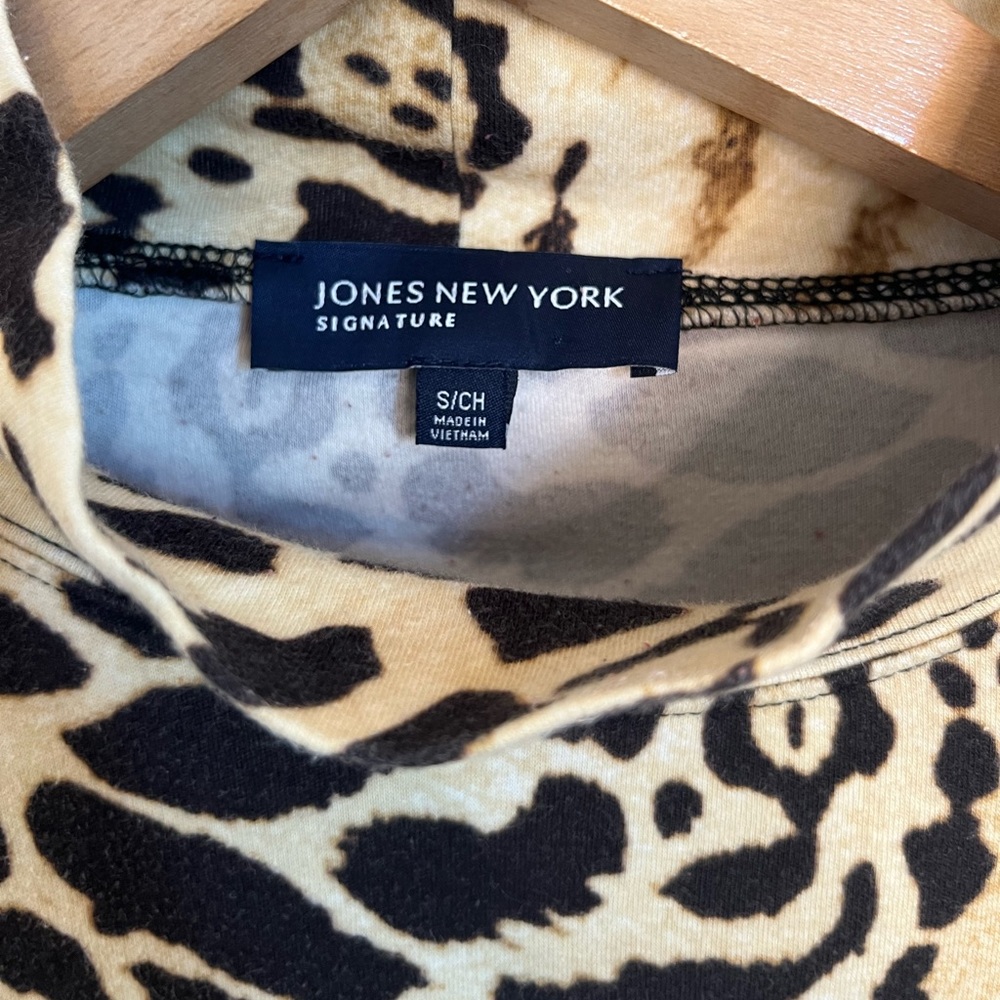 JONES NEW YORK
SIGNATURE
S/CH
MADE IN
VIETNAM